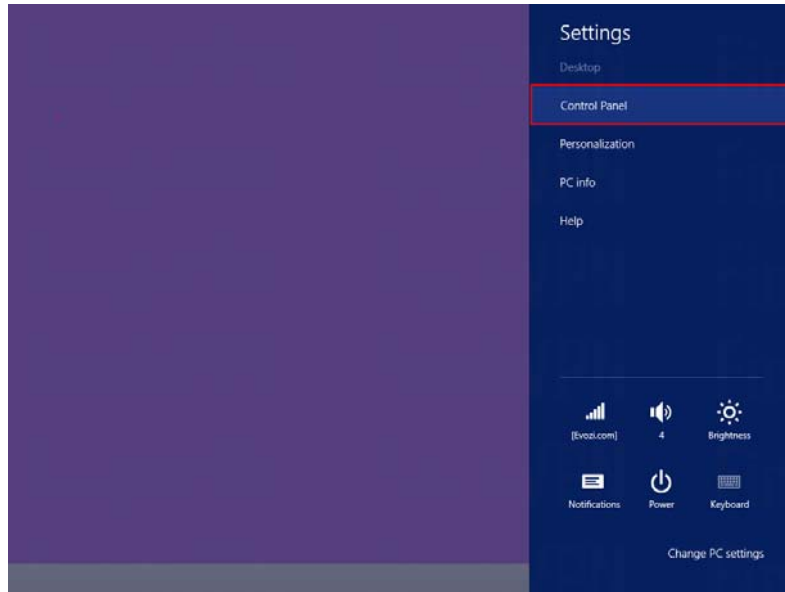 Settings
Desktop
Control Panel
Personalization
PC info
Help
[Evozi.com]
4
Brightness
Notifications
Power
Keyboard
Change PC settings